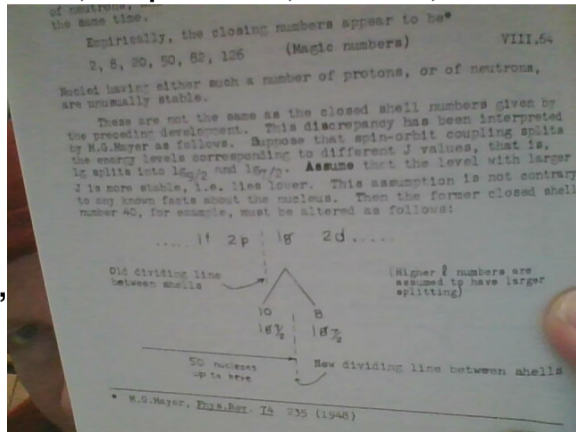 of neutrons,
the same time.
Empirically, the closing numbers appear to be*
2, 8, 20, 50, 82, 126 (Magic numbers) VIII.64
Nuclei having either such a number of protons, or of neutrons,
are unusually stable.
These are not the same as the closed shell numbers given by
the preceding development. This discrepancy has been interpreted
by M.G.Mayer as follows. Suppose that spin-orbit coupling splits
the energy levels corresponding to different J values, that is,
1g splits into 1g9/2 and 1g7/2. Assume that the level with larger
J is more stable, i.e. lies lower. This assumption is not contrary
to any known facts about the nucleus. Then the former closed shell
number 40, for example, must be altered as follows:
..... 1f 2p 1g 2d .....
Old dividing line
between shells
(Higher ℓ numbers are
assumed to have larger
splitting)
10 8
1g 9/2 1g 7/2
50 nucleons
up to here
New dividing line between shells
* M.G.Mayer, Phys.Rev. 74 235 (1948)